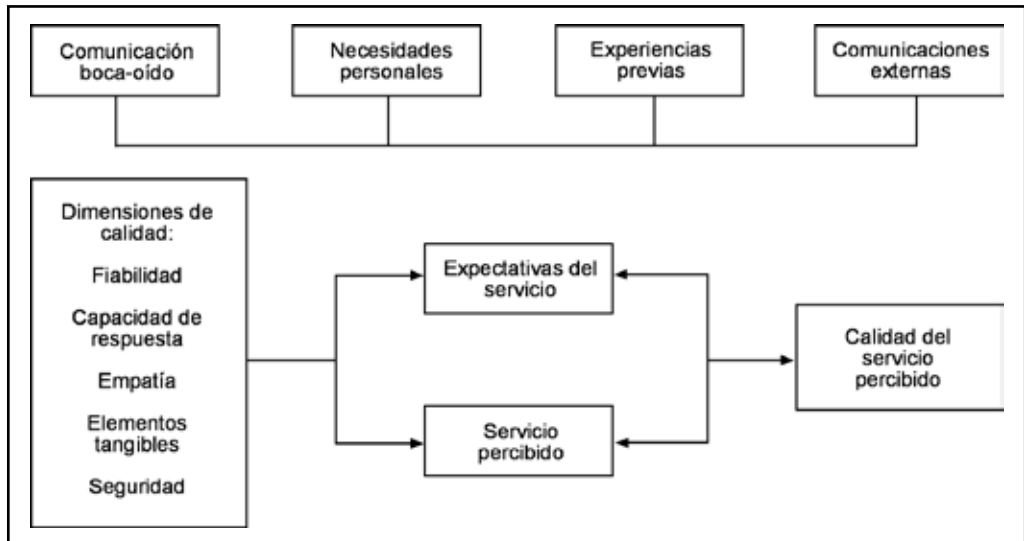 Comunicación
boca-oído
Necesidades
personales
Experiencias
previas
Comunicaciones
externas
Dimensiones de
calidad:
Fiabilidad
Capacidad de
respuesta
Empatía
Elementos
tangibles
Seguridad
Expectativas del
servicio
Servicio
percibido
Calidad del
servicio
percibido